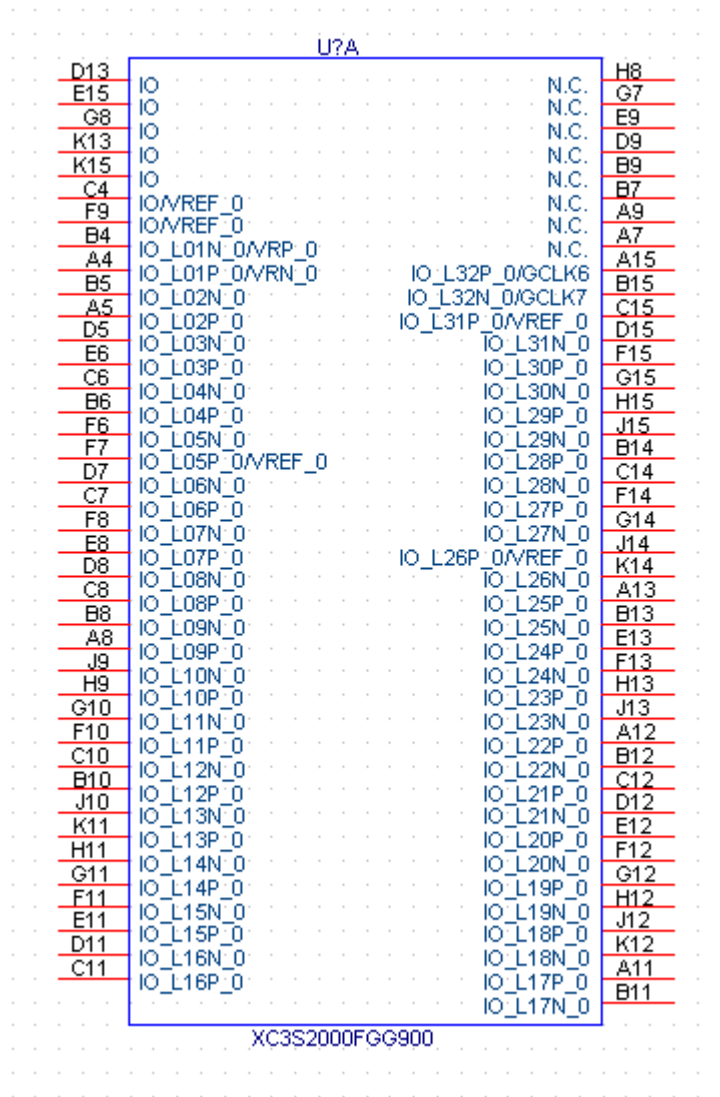 U?A
D13 IO N.C. H8
E15 IO N.C. G7
G8 IO N.C. E9
K13 IO N.C. D9
K15 IO N.C. B9
C4 IO/VREF_0 N.C. B7
F9 IO/VREF_0 N.C. A9
B4 IO_L01N_0/VRP_0 N.C. A7
A4 IO_L01P_0/VRN_0 IO_L32P_0/GCLK6 A15
B5 IO_L02N_0 IO_L32N_0/GCLK7 B15
A5 IO_L02P_0 IO_L31P_0/VREF_0 C15
D5 IO_L03N_0 IO_L31N_0 D15
E6 IO_L03P_0 IO_L30P_0 F15
C6 IO_L04N_0 IO_L30N_0 G15
B6 IO_L04P_0 IO_L29P_0 H15
F6 IO_L05N_0 IO_L29N_0 J15
F7 IO_L05P_0/VREF_0 IO_L28P_0 B14
D7 IO_L06N_0 IO_L28N_0 C14
C7 IO_L06P_0 IO_L27P_0 F14
F8 IO_L07N_0 IO_L27N_0 G14
E8 IO_L07P_0 IO_L26P_0/VREF_0 J14
D8 IO_L08N_0 IO_L26N_0 K14
C8 IO_L08P_0 IO_L25P_0 A13
B8 IO_L09N_0 IO_L25N_0 B13
A8 IO_L09P_0 IO_L24P_0 E13
J9 IO_L10N_0 IO_L24N_0 F13
H9 IO_L10P_0 IO_L23P_0 H13
G10 IO_L11N_0 IO_L23N_0 J13
F10 IO_L11P_0 IO_L22P_0 A12
C10 IO_L12N_0 IO_L22N_0 B12
B10 IO_L12P_0 IO_L21P_0 C12
J10 IO_L13N_0 IO_L21N_0 D12
K11 IO_L13P_0 IO_L20P_0 E12
H11 IO_L14N_0 IO_L20N_0 F12
G11 IO_L14P_0 IO_L19P_0 G12
F11 IO_L15N_0 IO_L19N_0 H12
E11 IO_L15P_0 IO_L18P_0 J12
D11 IO_L16N_0 IO_L18N_0 K12
C11 IO_L16P_0 IO_L17P_0 A11
IO_L17N_0 B11
XC3S2000FGG900